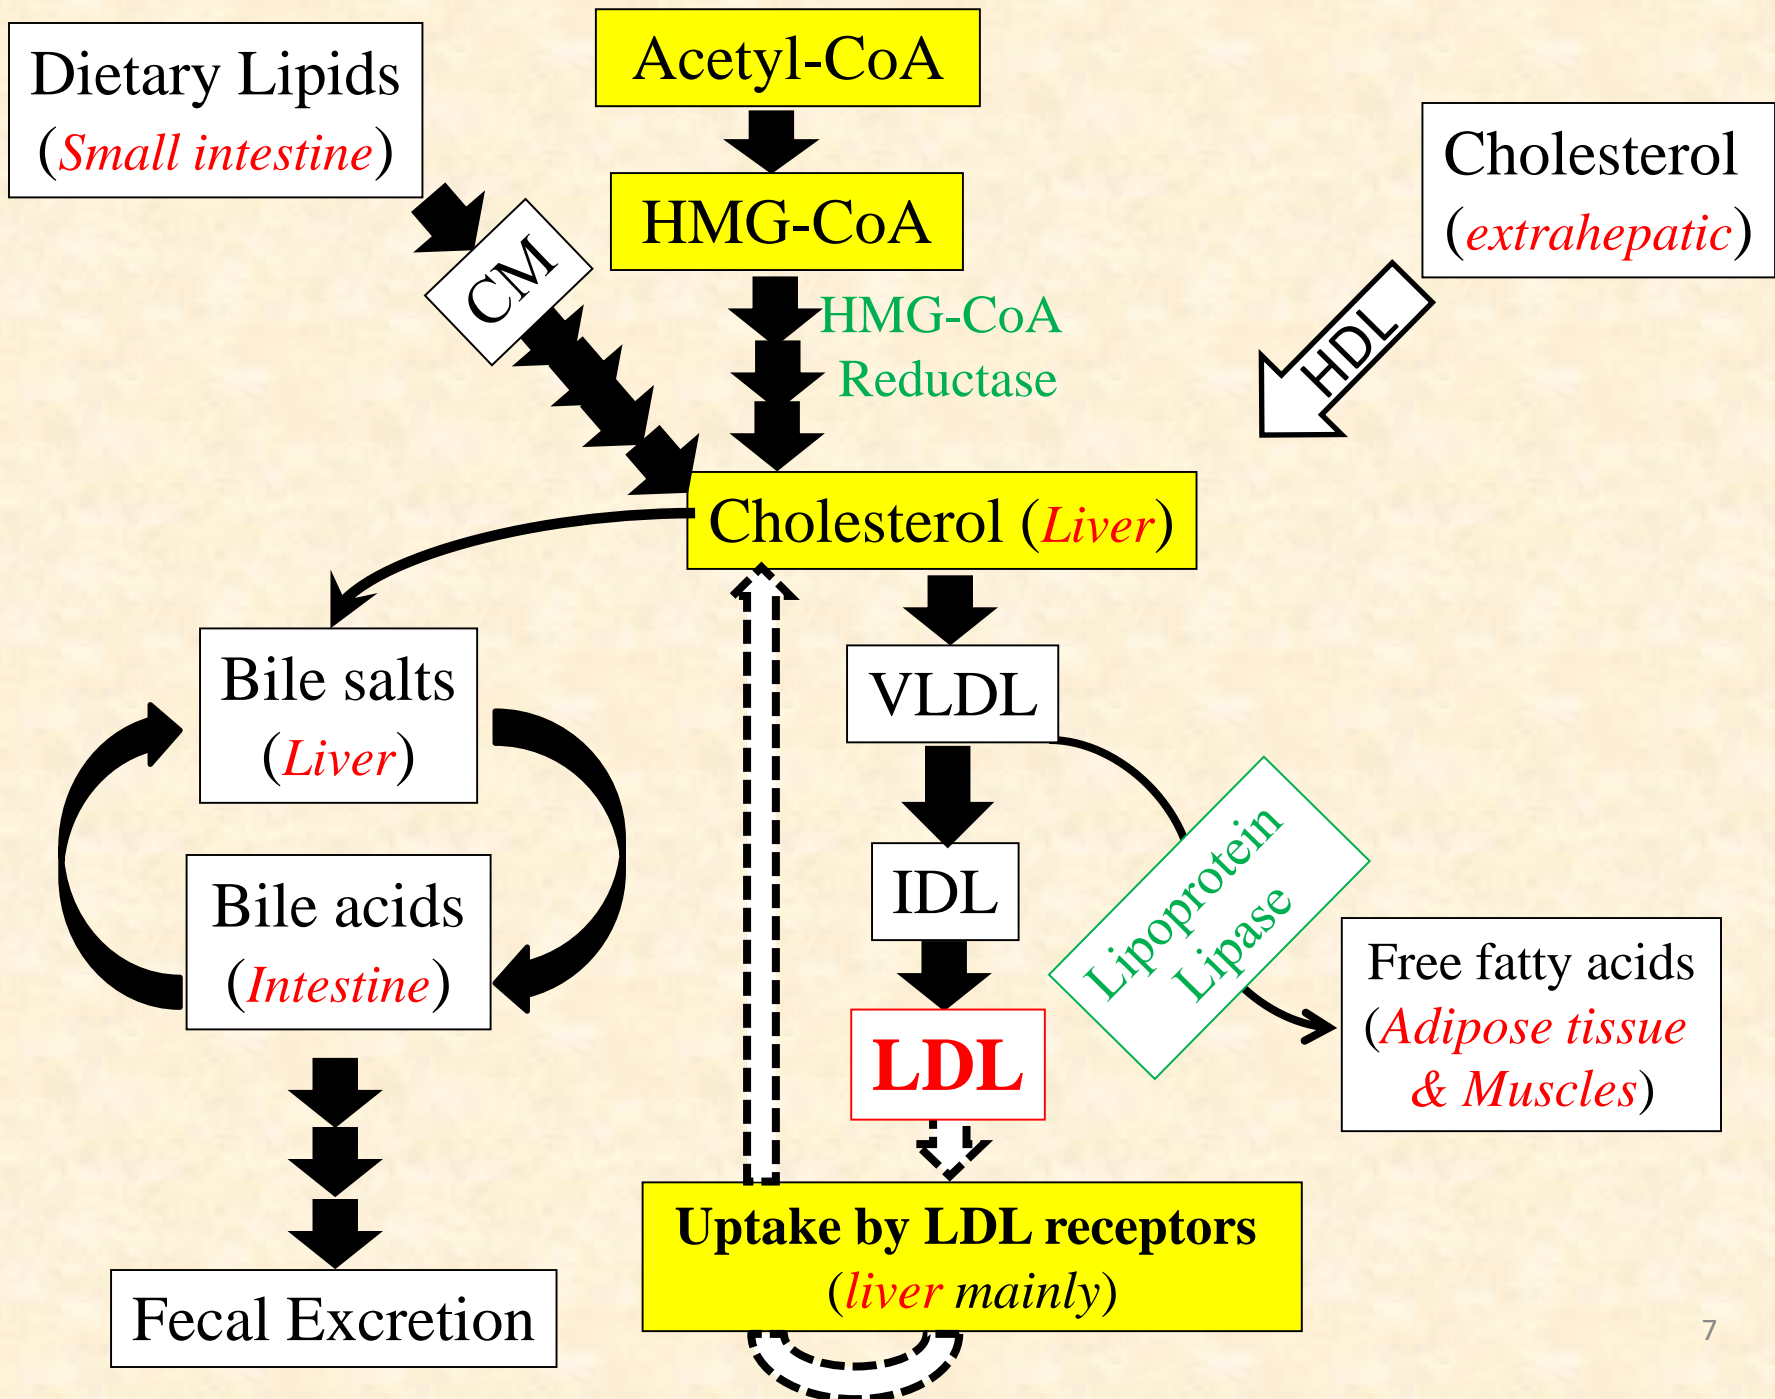 Dietary Lipids
(Small intestine)
Acetyl-CoA
HMG-CoA
Cholesterol
(extrahepatic)
CM
HMG-CoA
Reductase
HDL
Cholesterol (Liver)
Bile salts
(Liver)
VLDL
Bile acids
(Intestine)
IDL
Lipoprotein
Lipase
Free fatty acids
(Adipose tissue
& Muscles)
LDL
Uptake by LDL receptors
(liver mainly)
Fecal Excretion
7